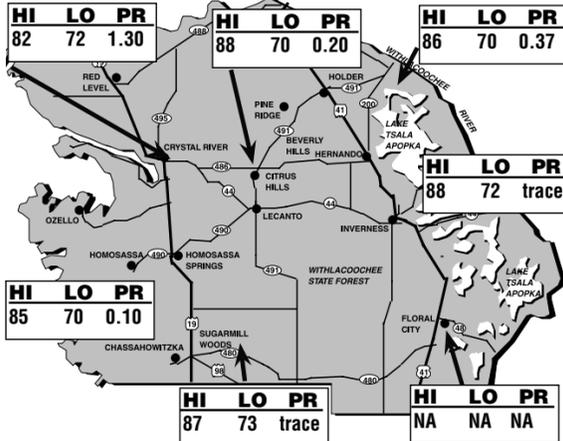 HI LO PR
82 72 1.30
HI LO PR
88 70 0.20
HI LO PR
86 70 0.37
488
WITHLACOOCHEE
RIVER
RED
LEVEL
HOLDER
491
PINE
RIDGE
41
200
LAKE
TSALA
APOPKA
495
491
BEVERLY
HILLS
CRYSTAL RIVER
HERNANDO
486
CITRUS
HILLS
HI LO PR
88 72 trace
44
44
LECANTO
OZELLO
490
INVERNESS
HOMOSASSA
490
HOMOSASSA
SPRINGS
491
WITHLACOOCHEE
STATE FOREST
LAKE
TSALA
APOPKA
HI LO PR
85 70 0.10
19
SUGARMILL
WOODS
FLORAL
CITY
48
CHASSAHOWITZKA
480
98
480
41
HI LO PR
87 73 trace
HI LO PR
NA NA NA